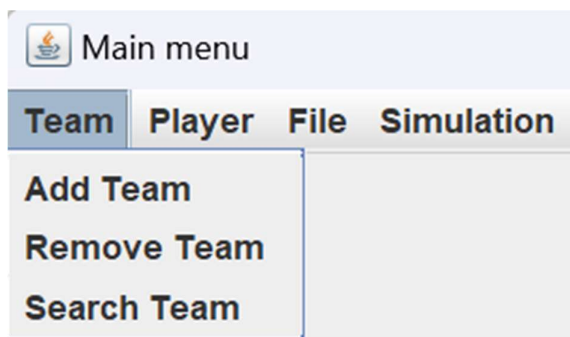 Main menu
Team Player File Simulation
Add Team
Remove Team
Search Team